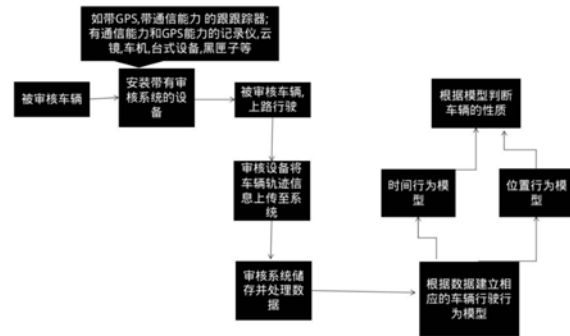 如带GPS,带通信能力 的跟跟踪器;
有通信能力和GPS能力的记录仪,云
镜,车机,台式设备,黑匣子等
被审核车辆
安装带有审
核系统的设
备
被审核车辆,
上路行驶
审核设备将
车辆轨迹信
息上传至系
统
审核系统储
存并处理数
据
根据模型判断
车辆的性质
时间行为模
型
位置行为模
型
根据数据建立相
应的车辆行驶行
为模型